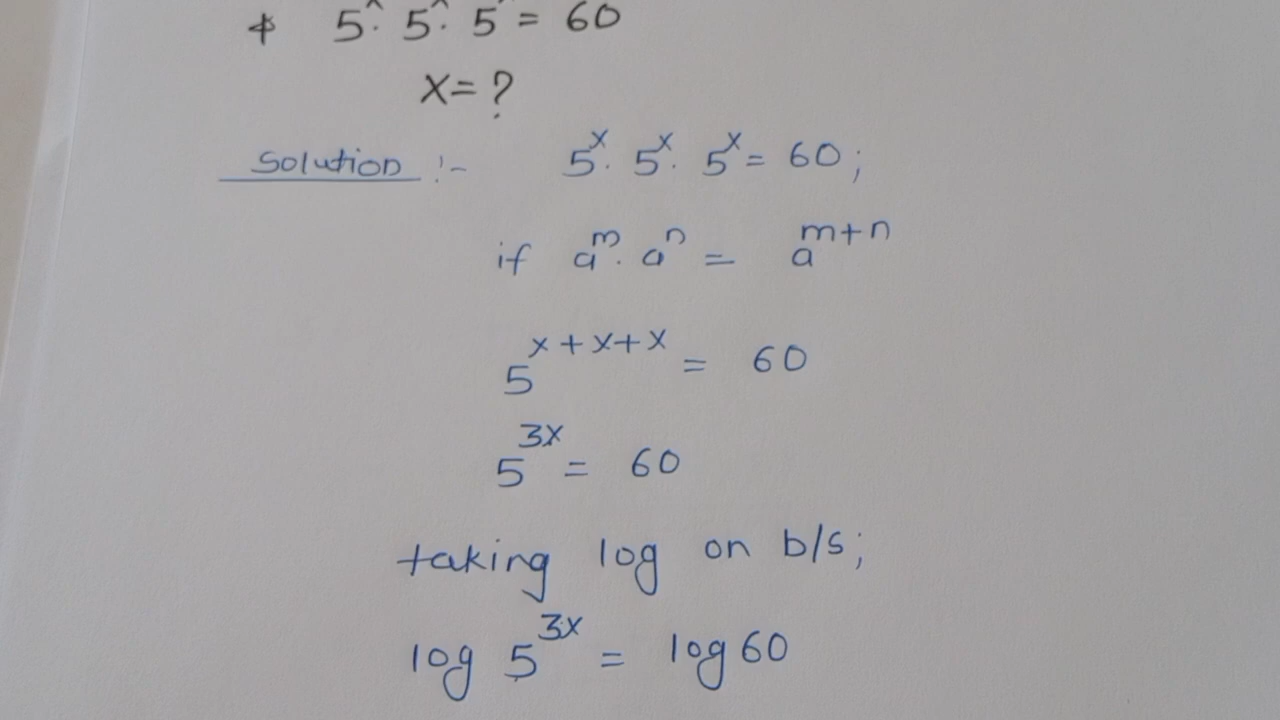 * 5^x. 5^x. 5^x = 60
x = ?
Solution :- 5^x. 5^x. 5^x = 60;
if a^m. a^n = a^{m+n}
5^{x+x+x} = 60
5^{3x} = 60
taking log on b/s;
log 5^{3x} = log 60